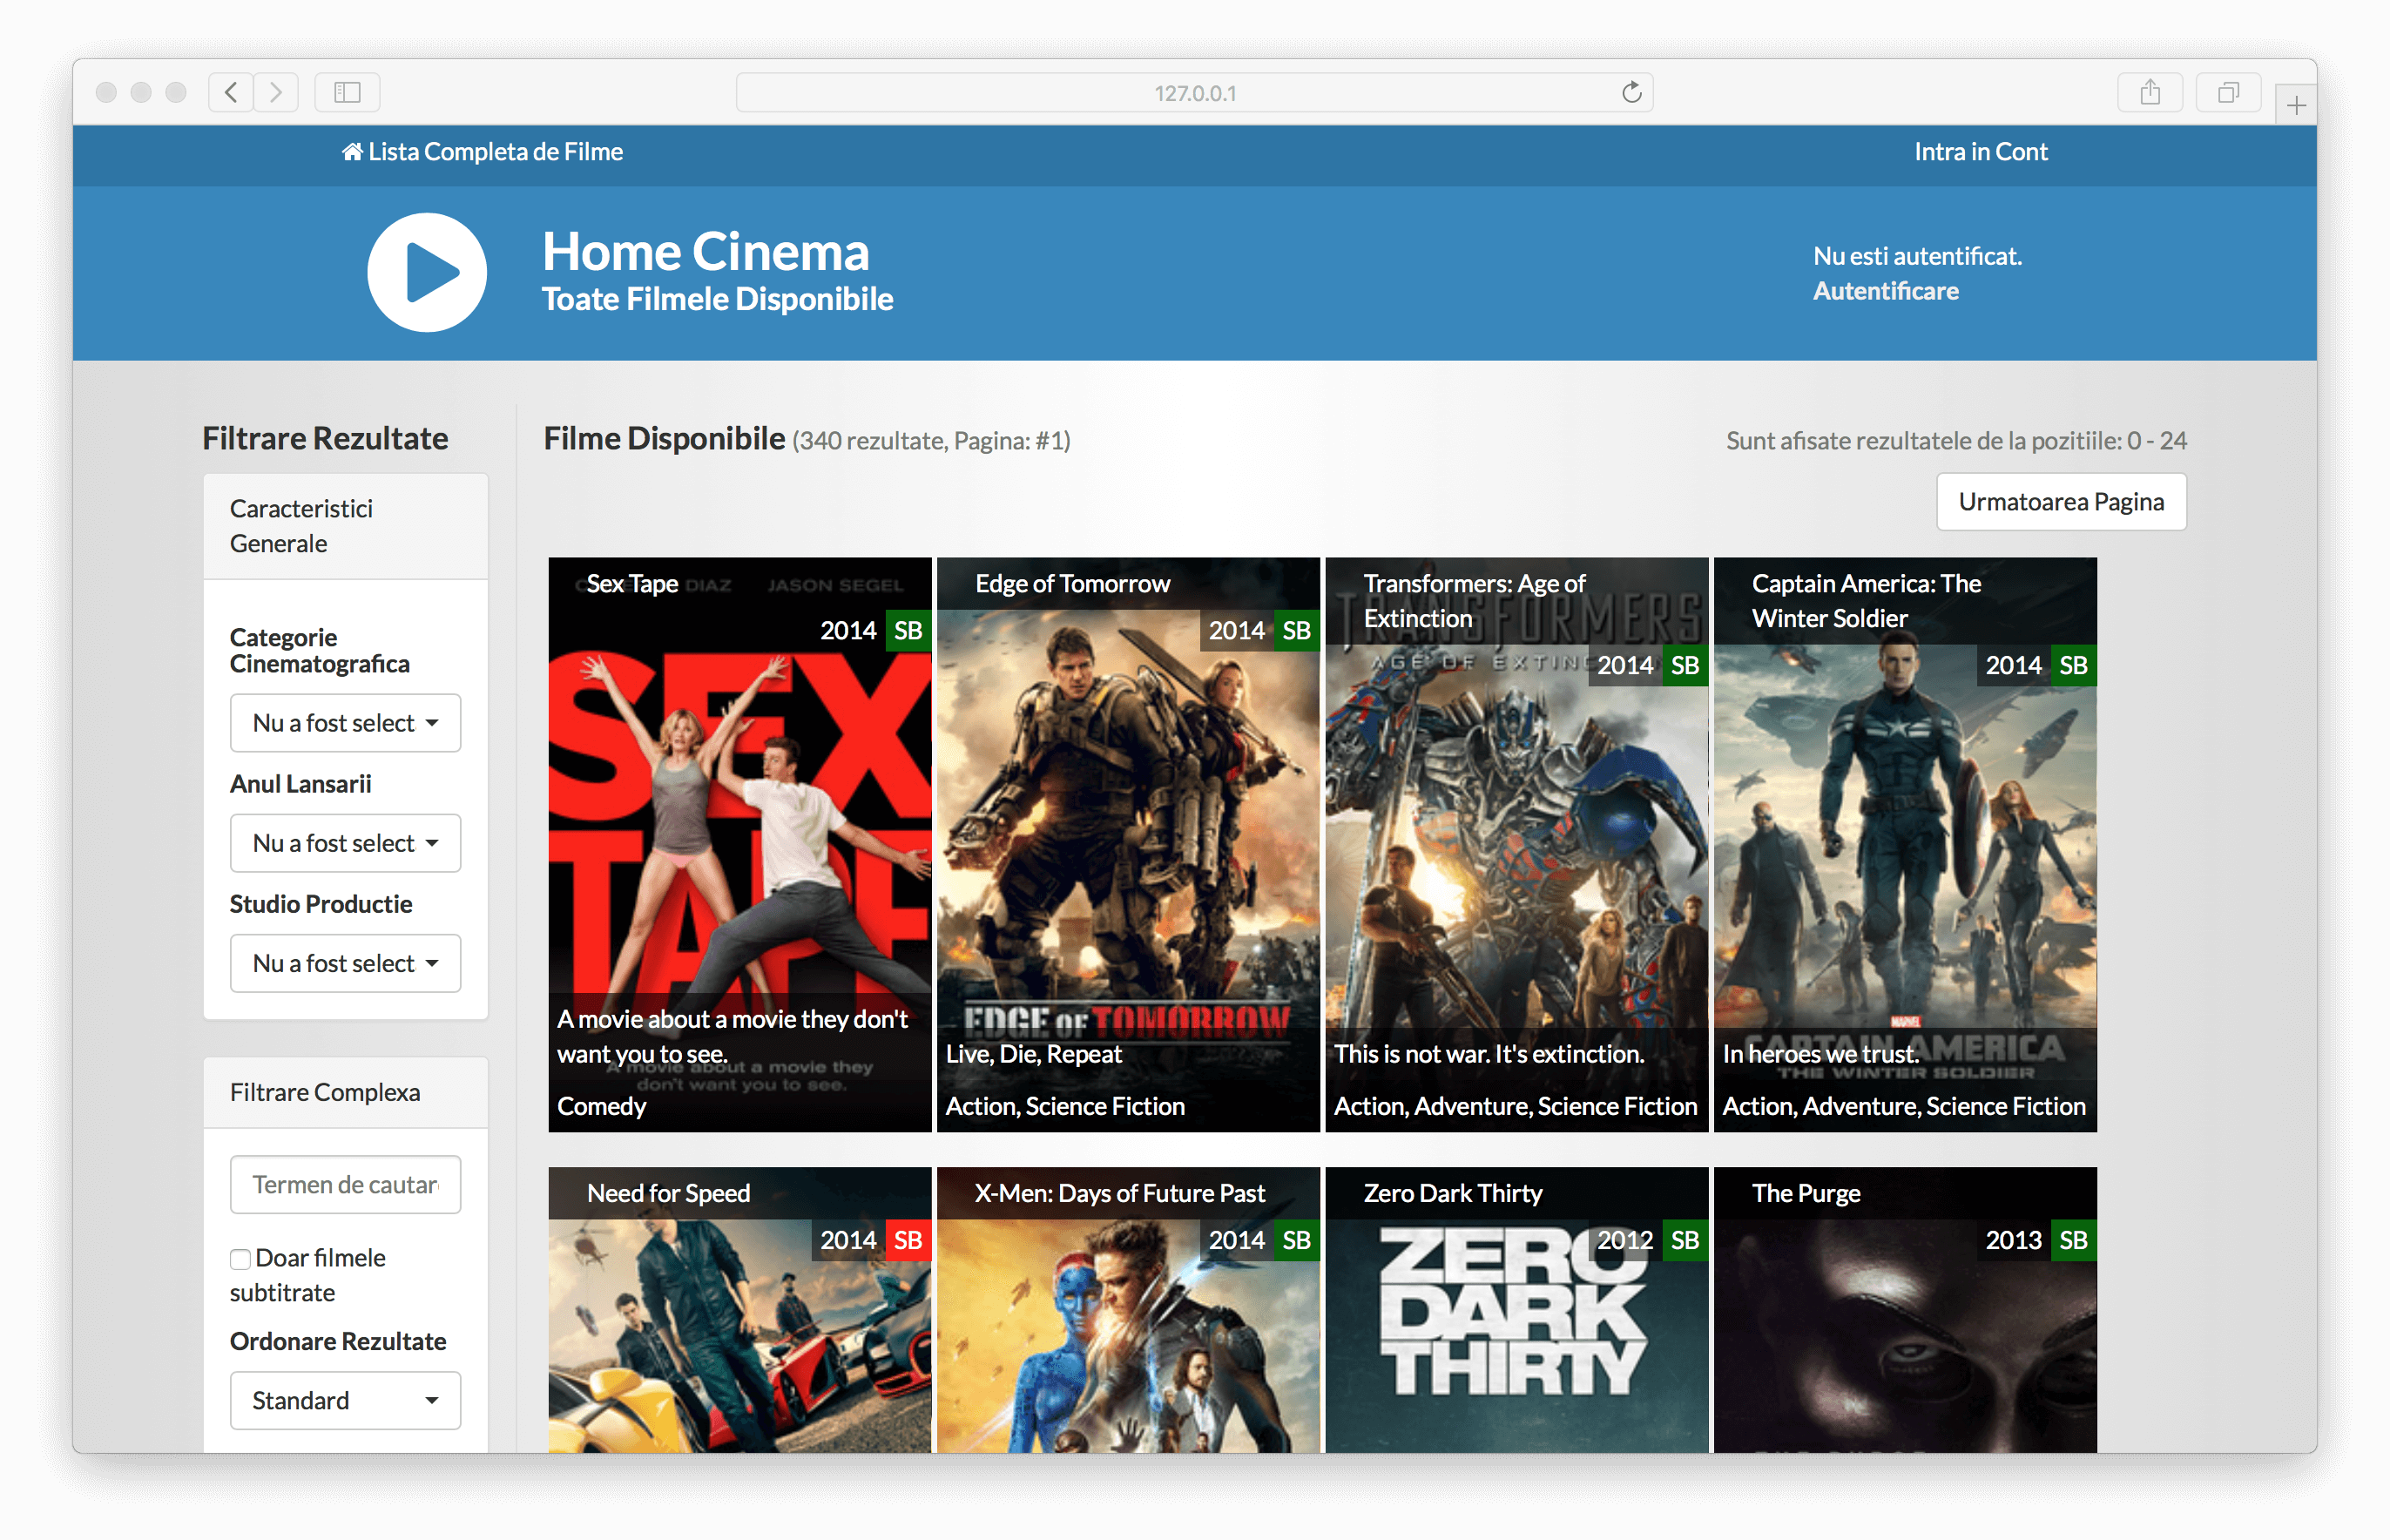 127.0.0.1
Lista Completa de Filme
Intra in Cont
Home Cinema
Toate Filmele Disponibile
Nu esti autentificat.
Autentificare
Filtrare Rezultate
Caracteristici
Generale
Categorie
Cinematografica
Nu a fost select
Anul Lansarii
Nu a fost select
Studio Productie
Nu a fost select
Filtrare Complexa
Termen de cautar
Doar filmele
subtitrate
Ordonare Rezultate
Standard
Filme Disponibile (340 rezultate, Pagina: #1)
Sunt afisate rezultatele de la pozitiile: 0 - 24
Urmatoarea Pagina
Sex Tape
DIAZ JASON SEGEL
2014 SB
SEX
TAPE
A movie about a movie they don't
want you to see.
A movie about a movie they
don't want you to see.
Comedy
Edge of Tomorrow
2014 SB
EDGE OF TOMORROW
Live, Die, Repeat
Action, Science Fiction
Transformers: Age of
Extinction
TRANSFORMERS
AGE OF EXTINCTION
2014 SB
This is not war. It's extinction.
Action, Adventure, Science Fiction
Captain America: The
Winter Soldier
2014 SB
MARVEL
CAPTAIN AMERICA
THE WINTER SOLDIER
In heroes we trust.
Action, Adventure, Science Fiction
Need for Speed
2014 SB
X-Men: Days of Future Past
2014 SB
Zero Dark Thirty
2012 SB
ZERO
DARK
THIRTY
The Purge
2013 SB